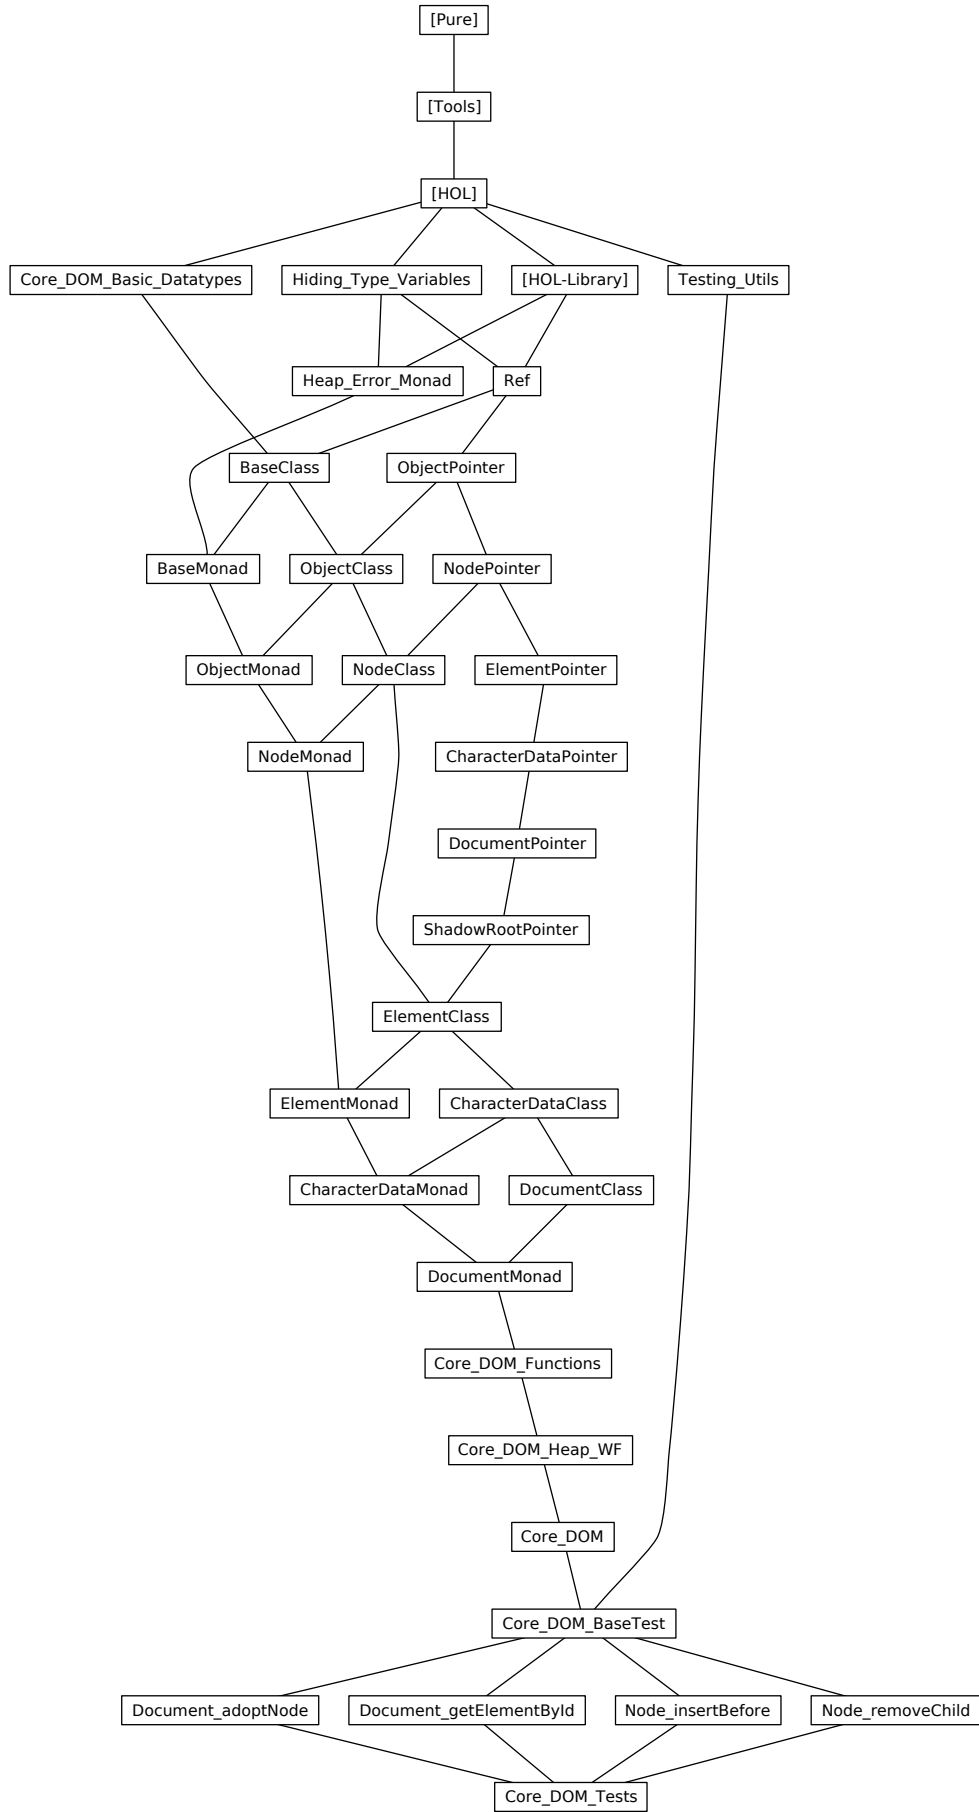 [Pure]
[Tools]
[HOL]
Core_DOM_Basic_Datatypes
Hiding_Type_Variables
[HOL-Library]
Testing_Utils
Heap_Error_Monad
Ref
BaseClass
ObjectPointer
BaseMonad
ObjectClass
NodePointer
ObjectMonad
NodeClass
ElementPointer
NodeMonad
CharacterDataPointer
DocumentPointer
ShadowRootPointer
ElementClass
ElementMonad
CharacterDataClass
CharacterDataMonad
DocumentClass
DocumentMonad
Core_DOM_Functions
Core_DOM_Heap_WF
Core_DOM
Core_DOM_BaseTest
Document_adoptNode
Document_getElementById
Node_insertBefore
Node_removeChild
Core_DOM_Tests